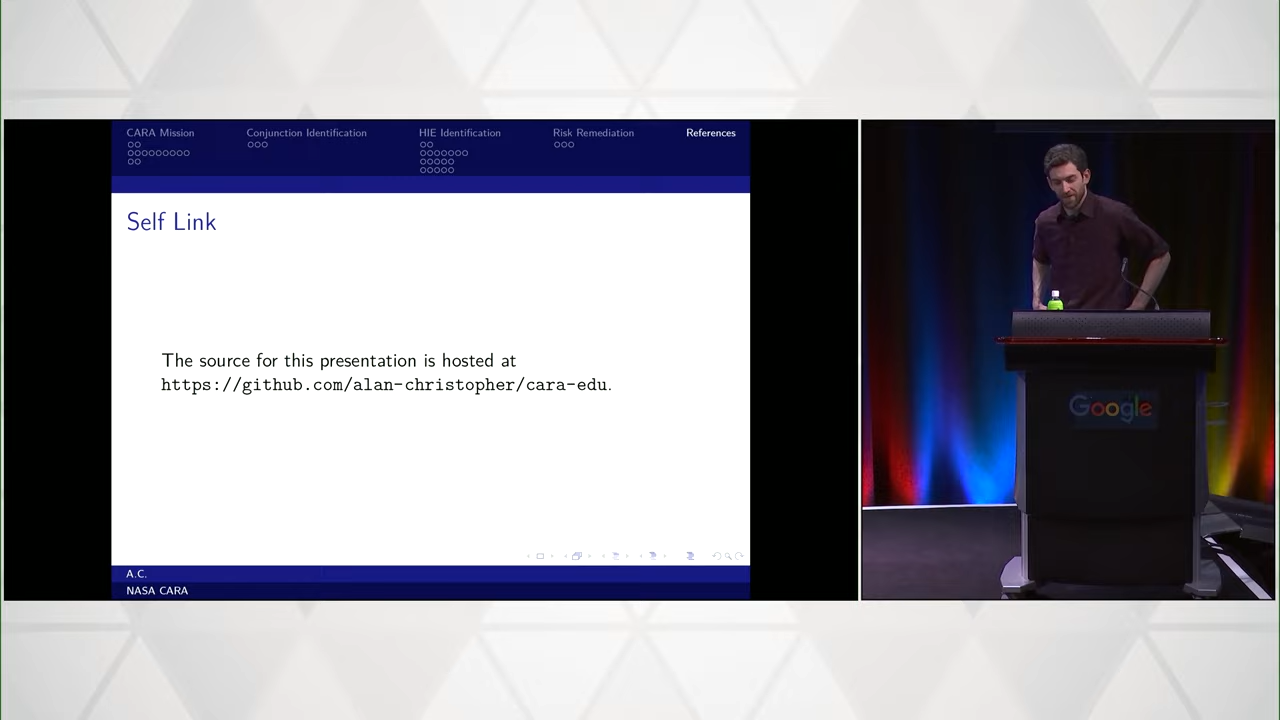 CARA Mission
Conjunction Identification
HIE Identification
Risk Remediation
References
Self Link
The source for this presentation is hosted at
https://github.com/alan-christopher/cara-edu.
A.C.
NASA CARA
Google